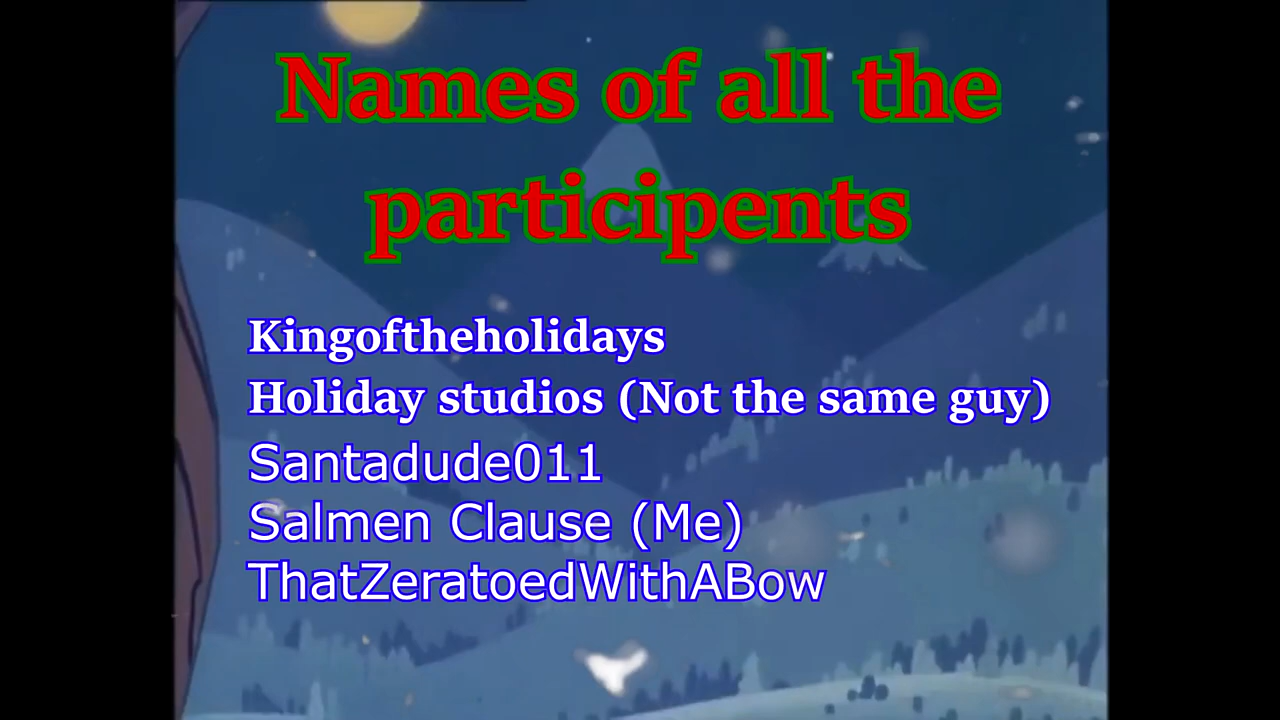 Names of all the
participents
Kingoftheholidays
Holiday studios (Not the same guy)
Santadude011
Salmen Clause (Me)
ThatZeratoedWithABow